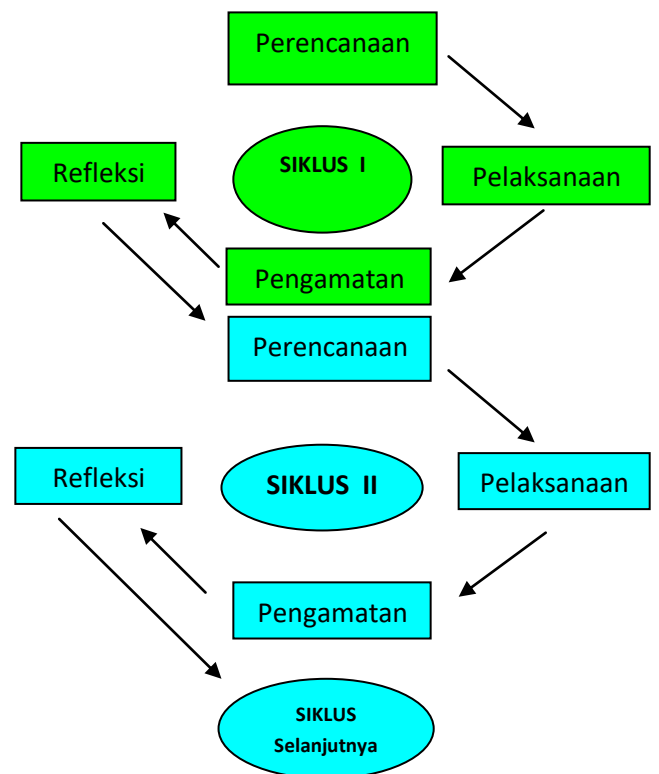 Perencanaan
SIKLUS I
Refleksi
Pelaksanaan
Pengamatan
Perencanaan
Refleksi
SIKLUS II
Pelaksanaan
Pengamatan
SIKLUS
Selanjutnya